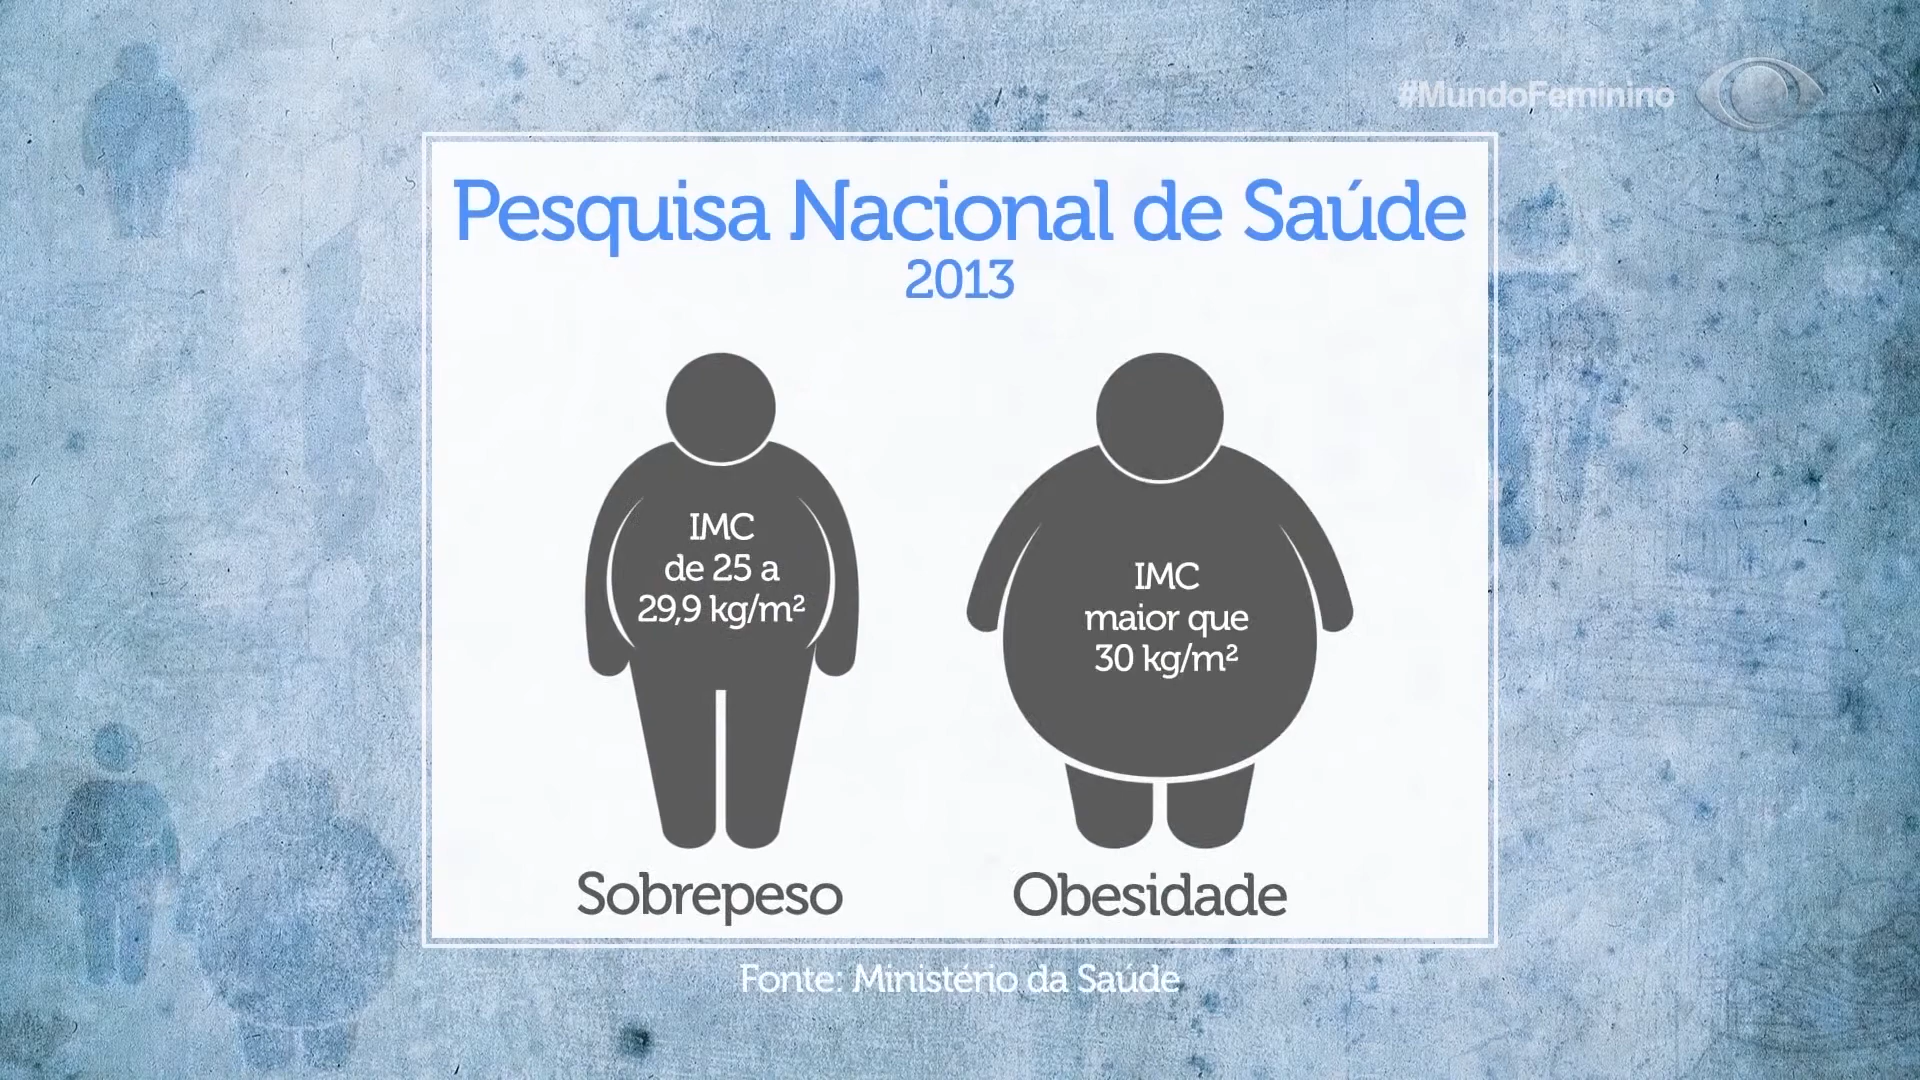 #MundoFeminino
Pesquisa Nacional de Saúde
2013
IMC
de 25 a
29,9 kg/m²
IMC
maior que
30 kg/m²
Sobrepeso
Obesidade
Fonte: Ministério da Saúde